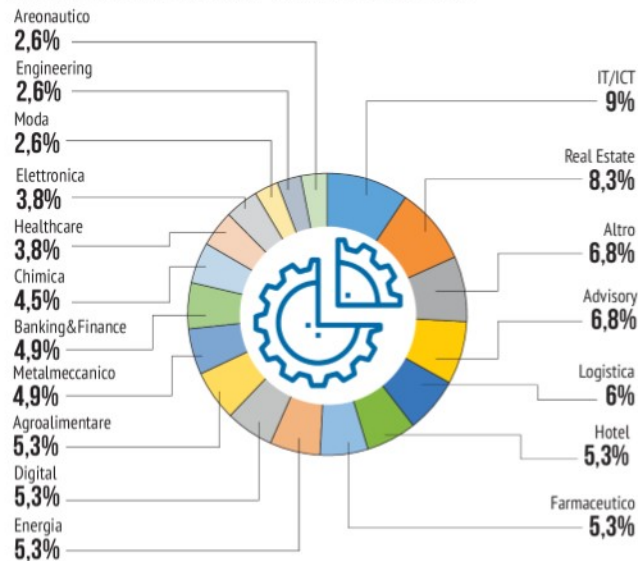 Areonautico
2,6%
Engineering
2,6%
Moda
2,6%
Elettronica
3,8%
Healthcare
3,8%
Chimica
4,5%
Banking&Finance
4,9%
Metalmeccanico
4,9%
Agroalimentare
5,3%
Digital
5,3%
Energia
5,3%
IT/ICT
9%
Real Estate
8,3%
Altro
6,8%
Advisory
6,8%
Logistica
6%
Hotel
5,3%
Farmaceutico
5,3%